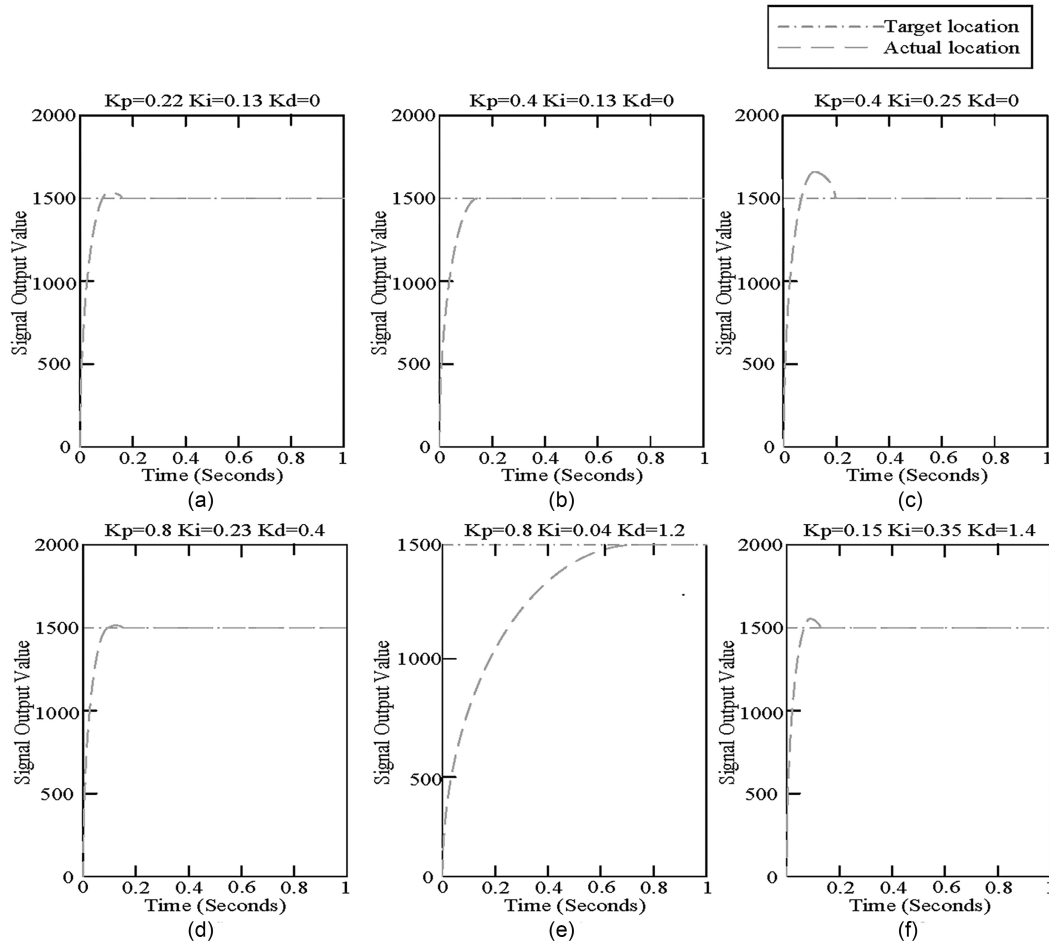 Target location
Actual location
Kp=0.22 Ki=0.13 Kd=0
2000
1500
1000
500
0
Signal Output Value
0 0.2 0.4 0.6 0.8 1
Time (Seconds)
(a)
Kp=0.4 Ki=0.13 Kd=0
2000
1500
1000
500
0
Signal Output Value
0 0.2 0.4 0.6 0.8 1
Time (Seconds)
(b)
Kp=0.4 Ki=0.25 Kd=0
2000
1500
1000
500
0
Signal Output Value
0 0.2 0.4 0.6 0.8 1
Time (Seconds)
(c)
Kp=0.8 Ki=0.23 Kd=0.4
2000
1500
1000
500
0
Signal Output Value
0 0.2 0.4 0.6 0.8 1
Time (Seconds)
(d)
Kp=0.8 Ki=0.04 Kd=1.2
1500
1000
500
0
Signal Output Value
0 0.2 0.4 0.6 0.8 1
Time (Seconds)
(e)
Kp=0.15 Ki=0.35 Kd=1.4
2000
1500
1000
500
0
Signal Output Value
0.2 0.4 0.6 0.8 1
Time (Seconds)
(f)